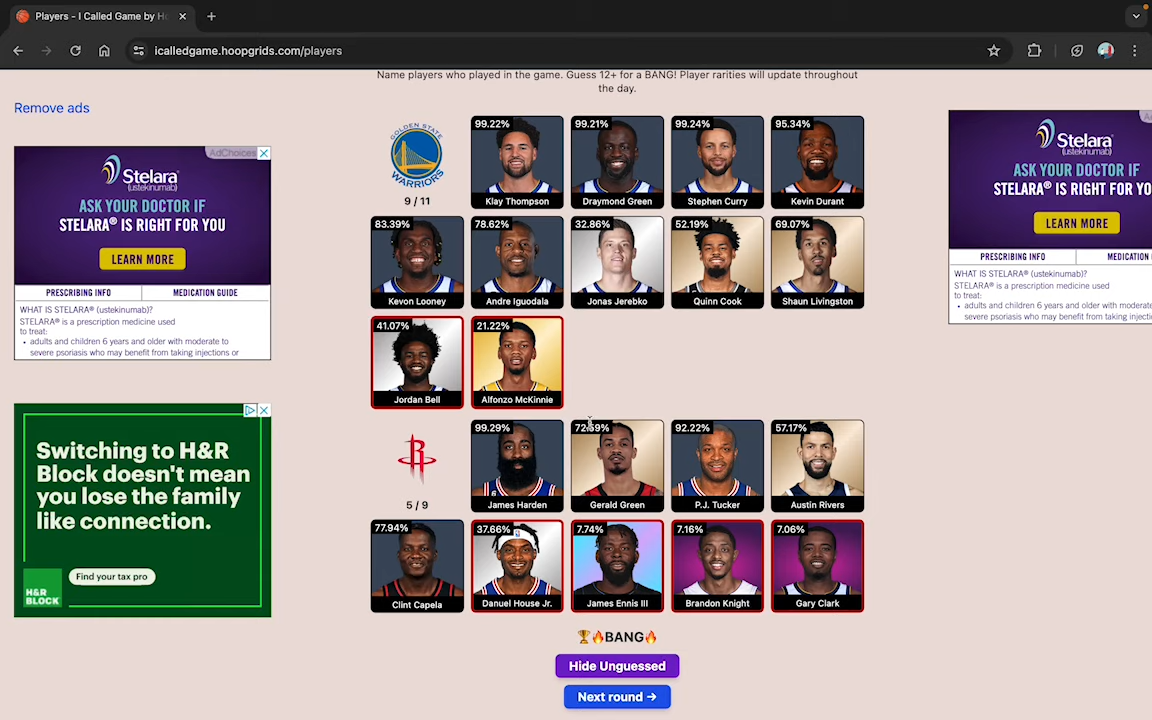 Players - I Called Game by Ho
icalledgame.hoopgrids.com/players
Name players who played in the game. Guess 12+ for a BANG! Player rarities will update throughout
the day.
Remove ads
AdChoices
Stelara®
(ustekinumab)
ASK YOUR DOCTOR IF
STELARA® IS RIGHT FOR YOU
LEARN MORE
PRESCRIBING INFO
MEDICATION GUIDE
WHAT IS STELARA® (ustekinumab)?
STELARA® is a prescription medicine used
to treat:
• adults and children 6 years and older with moderate to
severe psoriasis who may benefit from taking injections or
Switching to H&R
Block doesn't mean
you lose the family
like connection.
H&R
BLOCK
Find your tax pro
GOLDEN STATE
WARRIORS
9 / 11
99.22%
Klay Thompson
99.21%
Draymond Green
99.24%
Stephen Curry
95.34%
Kevin Durant
83.39%
Kevon Looney
78.62%
Andre Iguodala
32.86%
Jonas Jerebko
52.19%
Quinn Cook
69.07%
Shaun Livingston
41.07%
Jordan Bell
21.22%
Alfonzo McKinnie
5 / 9
99.29%
James Harden
Gerald Green
92.22%
P.J. Tucker
57.17%
Austin Rivers
77.94%
Clint Capela
37.66%
Danuel House Jr.
7.74%
James Ennis III
7.16%
Brandon Knight
7.06%
Gary Clark
🏆🔥BANG🔥
Hide Unguessed
Next round →
Stelara
(ustekinumab)
ASK YOUR DOCTOR IF
STELARA® IS RIGHT FOR YO
LEARN MORE
PRESCRIBING INFO
MEDICATION
WHAT IS STELARA® (ustekinumab)?
STELARA® is a prescription medicine used
to treat:
• adults and children 6 years and older with moderate
severe psoriasis who may benefit from taking injection